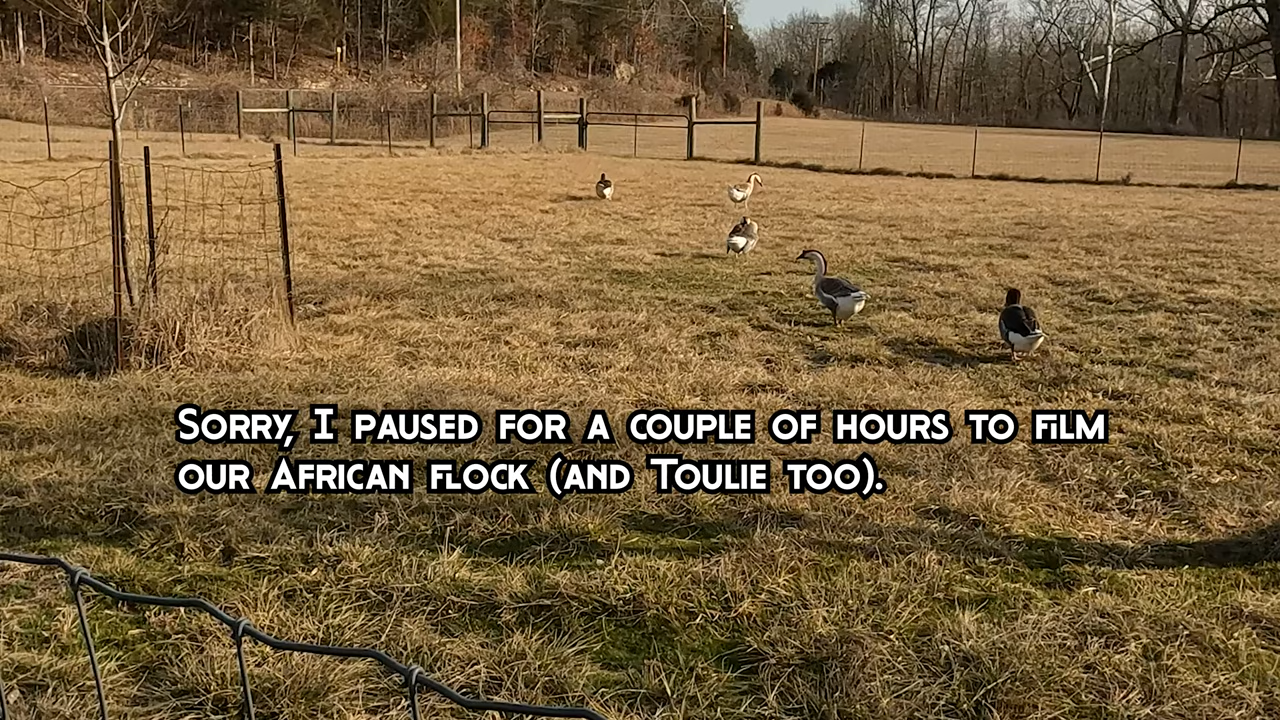 Sorry, I paused for a couple of hours to film
our African flock (and Toulie too).